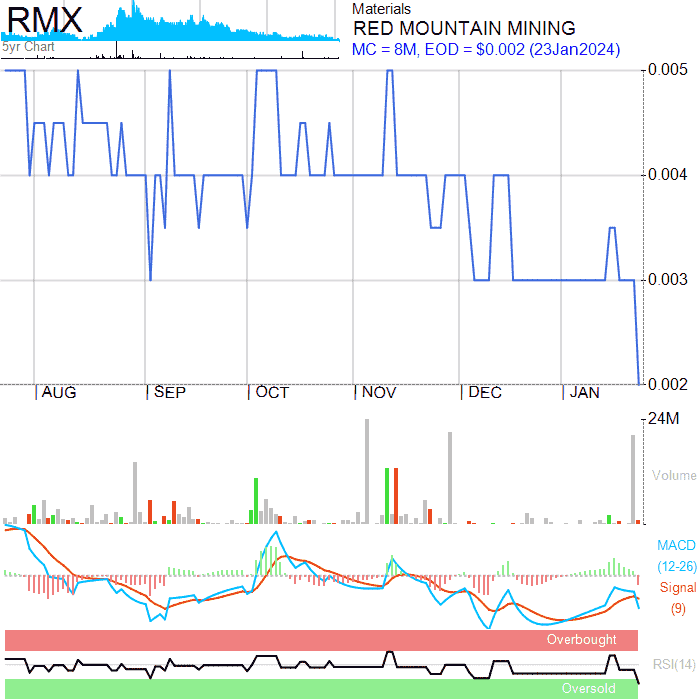 RMX
5yr Chart
Materials
RED MOUNTAIN MINING
MC = 8M, EOD = $0.002 (23Jan2024)
0.005
0.004
0.003
0.002
AUG SEP OCT NOV DEC JAN
24M
Volume
MACD
(12-26)
Signal
(9)
Overbought
RSI(14)
Oversold